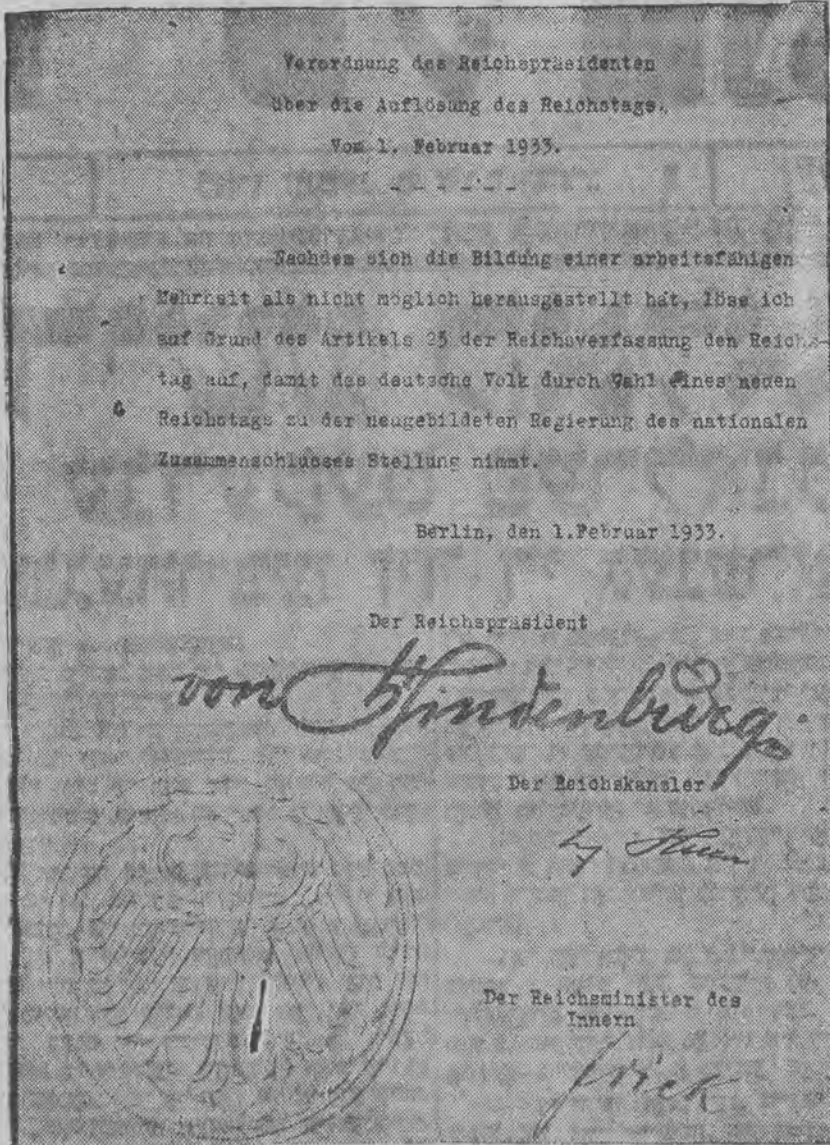 Verordnung des Reichspräsidenten
über die Auflösung des Reichstags.
Vom 1. Februar 1933.
Nachdem sich die Bildung einer arbeitsfähigen
Mehrheit als nicht möglich herausgestellt hat, löse ich
auf Grund des Artikels 25 der Reichsverfassung den Reichs-
tag auf, damit das deutsche Volk durch Wahl eines neuen
Reichstags zu der neugebildeten Regierung des nationalen
Zusammenschlusses Stellung nimmt.
Berlin, den 1.Februar 1933.
Der Reichspräsident
von Hindenburg.
Der Reichskanzler
Der Reichsminister des
Innern
Frick